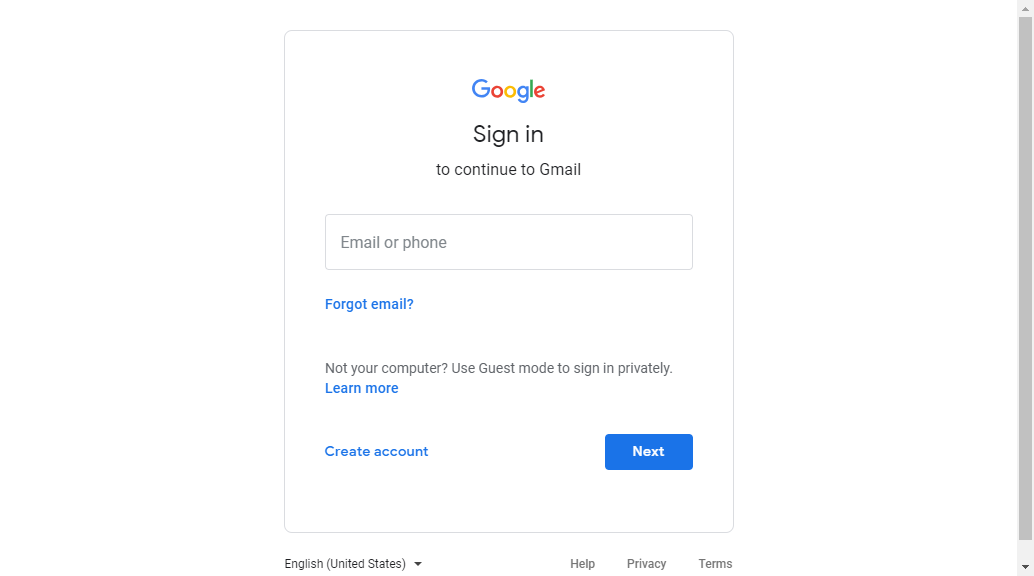 Google
Sign in
to continue to Gmail
Email or phone
Forgot email?
Not your computer? Use Guest mode to sign in privately.
Learn more
Create account
Next
English (United States)
Help
Privacy
Terms